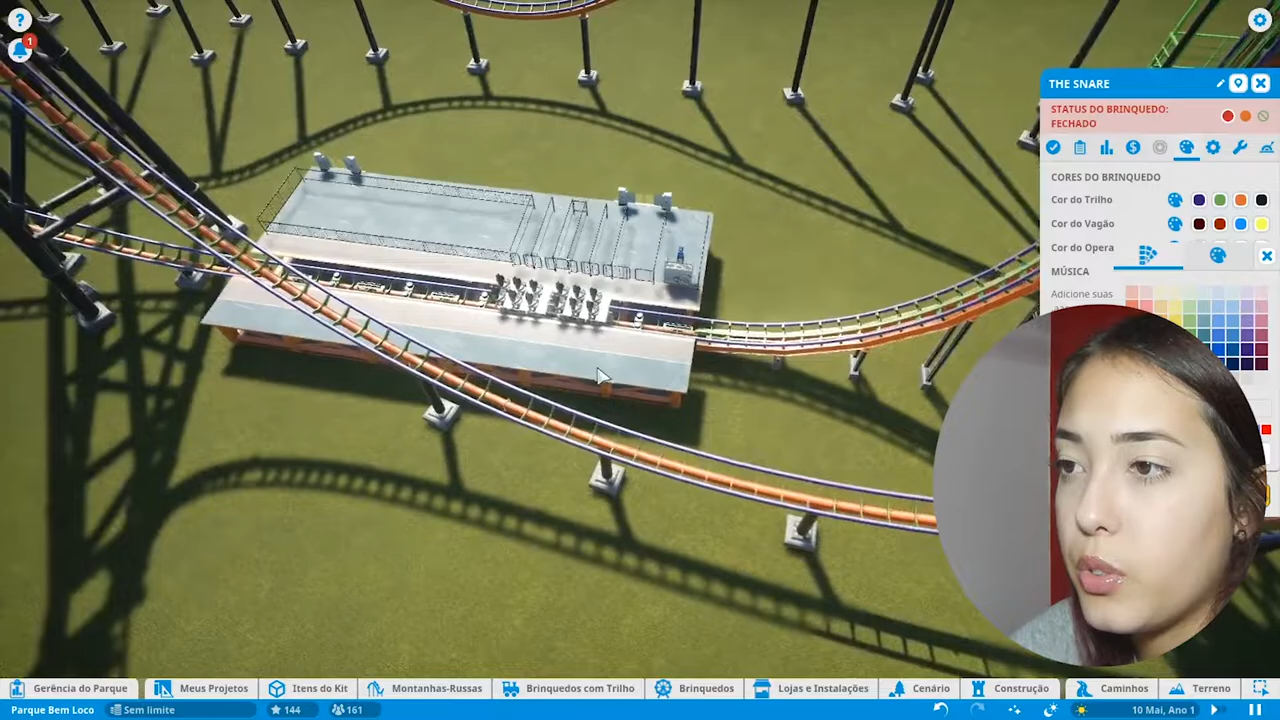 ?
1
THE SNARE
STATUS DO BRINQUEDO:
FECHADO
CORES DO BRINQUEDO
Cor do Trilho
Cor do Vagão
Cor do Opera
MÚSICA
Adicione suas
Gerência do Parque
Meus Projetos
Itens do Kit
Montanhas-Russas
Brinquedos com Trilho
Brinquedos
Lojas e Instalações
Cenário
Construção
Caminhos
Terreno
Parque Bem Loco
Sem limite
144
161
10 Mai, Ano 1